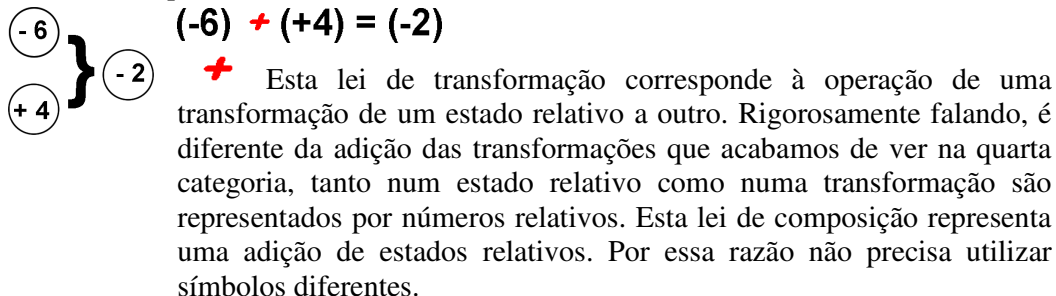 (-6) + (+4) = (-2)
- 6
+ 4
}
- 2
+ Esta lei de transformação corresponde à operação de uma
transformação de um estado relativo a outro. Rigorosamente falando, é
diferente da adição das transformações que acabamos de ver na quarta
categoria, tanto num estado relativo como numa transformação são
representados por números relativos. Esta lei de composição representa
uma adição de estados relativos. Por essa razão não precisa utilizar
símbolos diferentes.